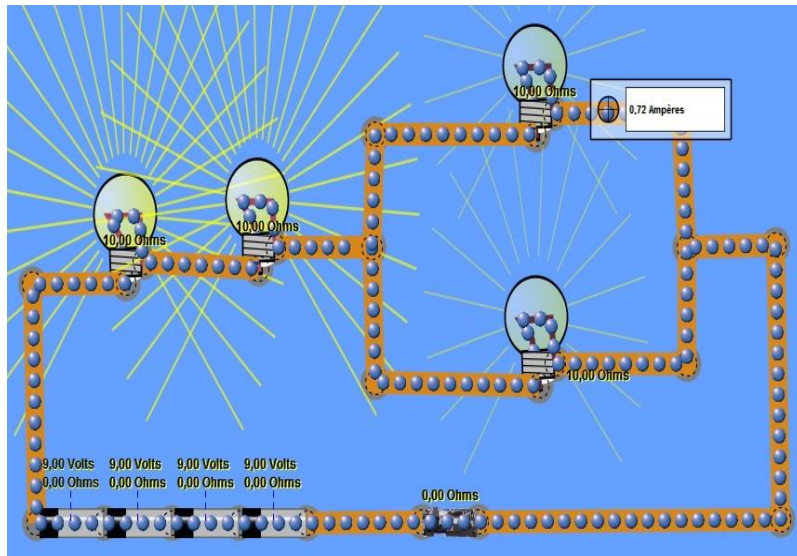 10,00 Ohms
0,72 Ampères
10,00 Ohms
10,00 Ohms
10,00 Ohms
9,00 Volts 9,00 Volts 9,00 Volts 9,00 Volts
0,00 Ohms 0,00 Ohms 0,00 Ohms 0,00 Ohms
0,00 Ohms